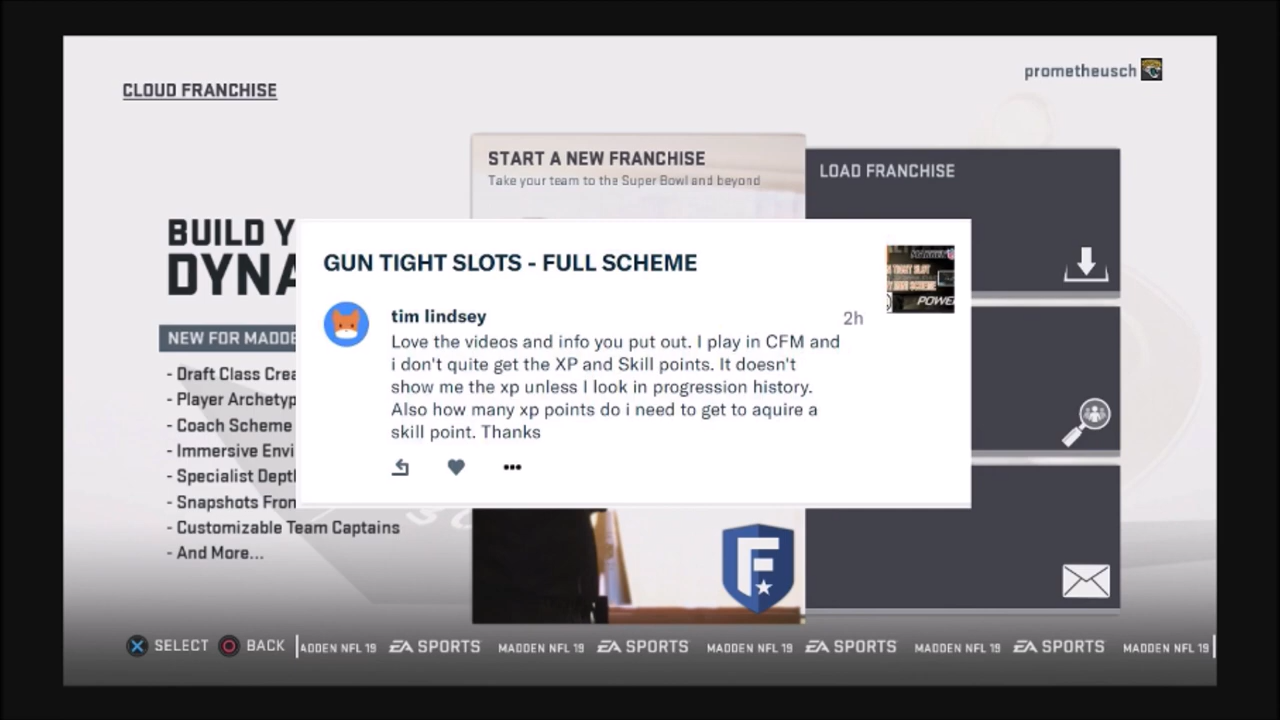 CLOUD FRANCHISE
prometheusch
START A NEW FRANCHISE
Take your team to the Super Bowl and beyond
LOAD FRANCHISE
BUILD Y
DYNA
NEW FOR MADDE
- Draft Class Crea
- Player Archetyp
- Coach Scheme
- Immersive Envi
- Specialist Dept
- Snapshots Fron
- Customizable Team Captains
- And More...
GUN TIGHT SLOTS - FULL SCHEME
tim lindsey
2h
Love the videos and info you put out. I play in CFM and
i don't quite get the XP and Skill points. It doesn't
show me the xp unless I look in progression history.
Also how many xp points do i need to get to aquire a
skill point. Thanks
F
SELECT BACK ADDEN NFL 19 EA SPORTS MADDEN NFL 19 EA SPORTS MADDEN NFL 19 EA SPORTS MADDEN NFL 19 EA SPORTS MADDEN NFL 19